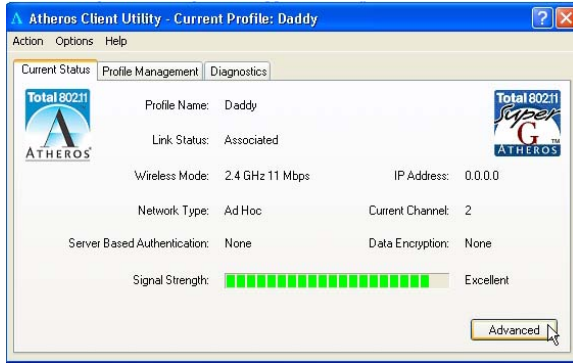 Atheros Client Utility - Current Profile: Daddy
Action Options Help
Current Status Profile Management Diagnostics
Total 802.11
ATHEROS
Total 802.11
Super
G
TM
ATHEROS
Profile Name: Daddy
Link Status: Associated
Wireless Mode: 2.4 GHz 11 Mbps IP Address: 0.0.0.0
Network Type: Ad Hoc Current Channel: 2
Server Based Authentication: None Data Encryption: None
Signal Strength: Excellent
Advanced